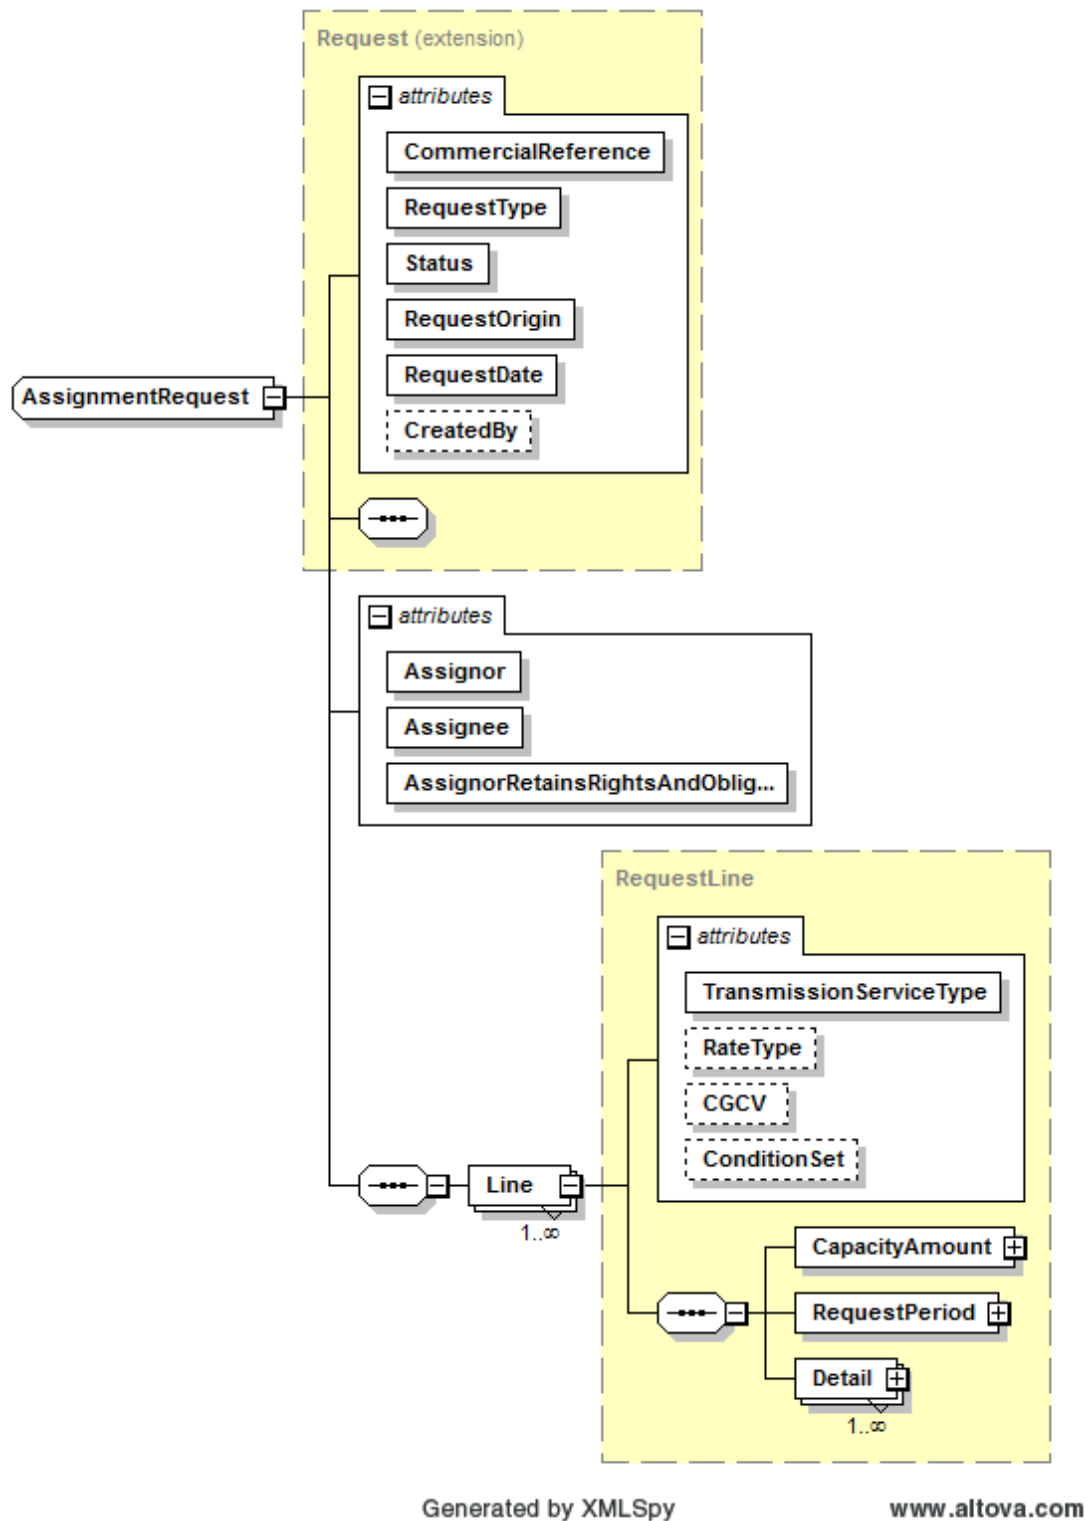 Request (extension)
attributes
CommercialReference
RequestType
Status
RequestOrigin
RequestDate
CreatedBy
AssignmentRequest
attributes
Assignor
Assignee
AssignorRetainsRightsAndOblig...
RequestLine
attributes
TransmissionServiceType
RateType
CGCV
ConditionSet
Line
1..∞
CapacityAmount
RequestPeriod
Detail
1..∞
Generated by XMLSpy www.altova.com